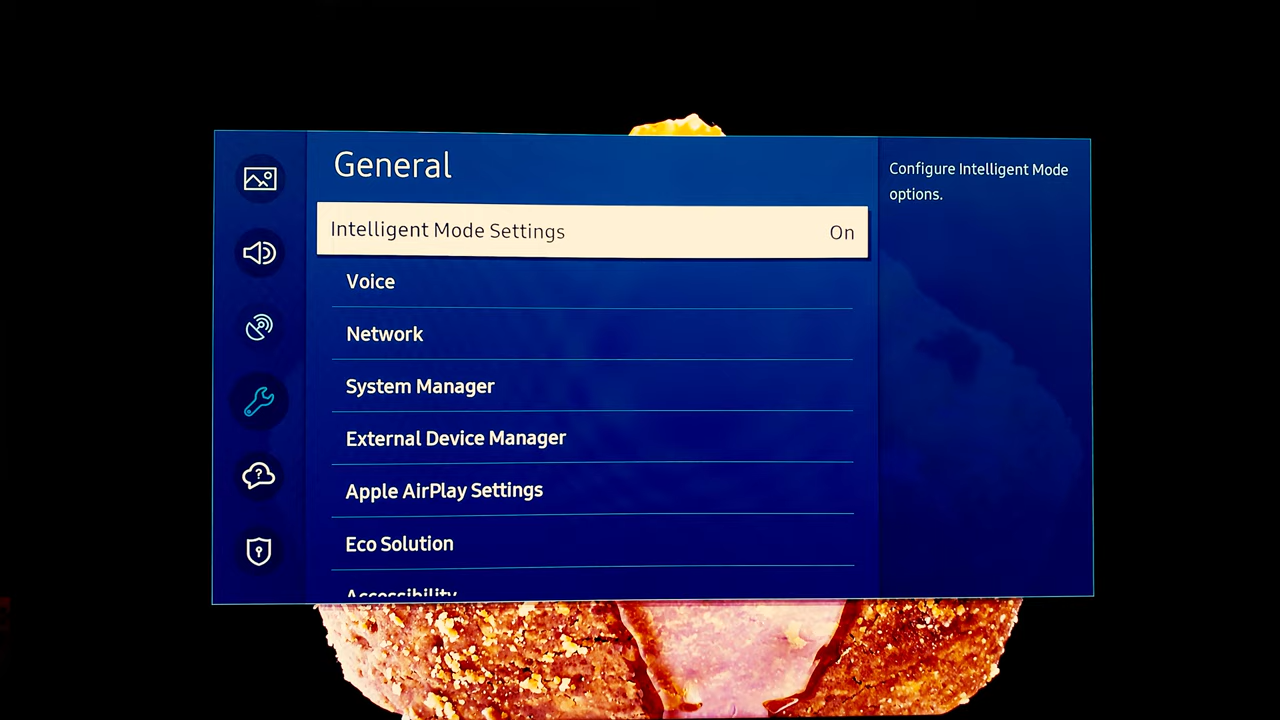 General
Intelligent Mode Settings On
Voice
Network
System Manager
External Device Manager
Apple AirPlay Settings
Eco Solution
Accessibility
Configure Intelligent Mode
options.
?